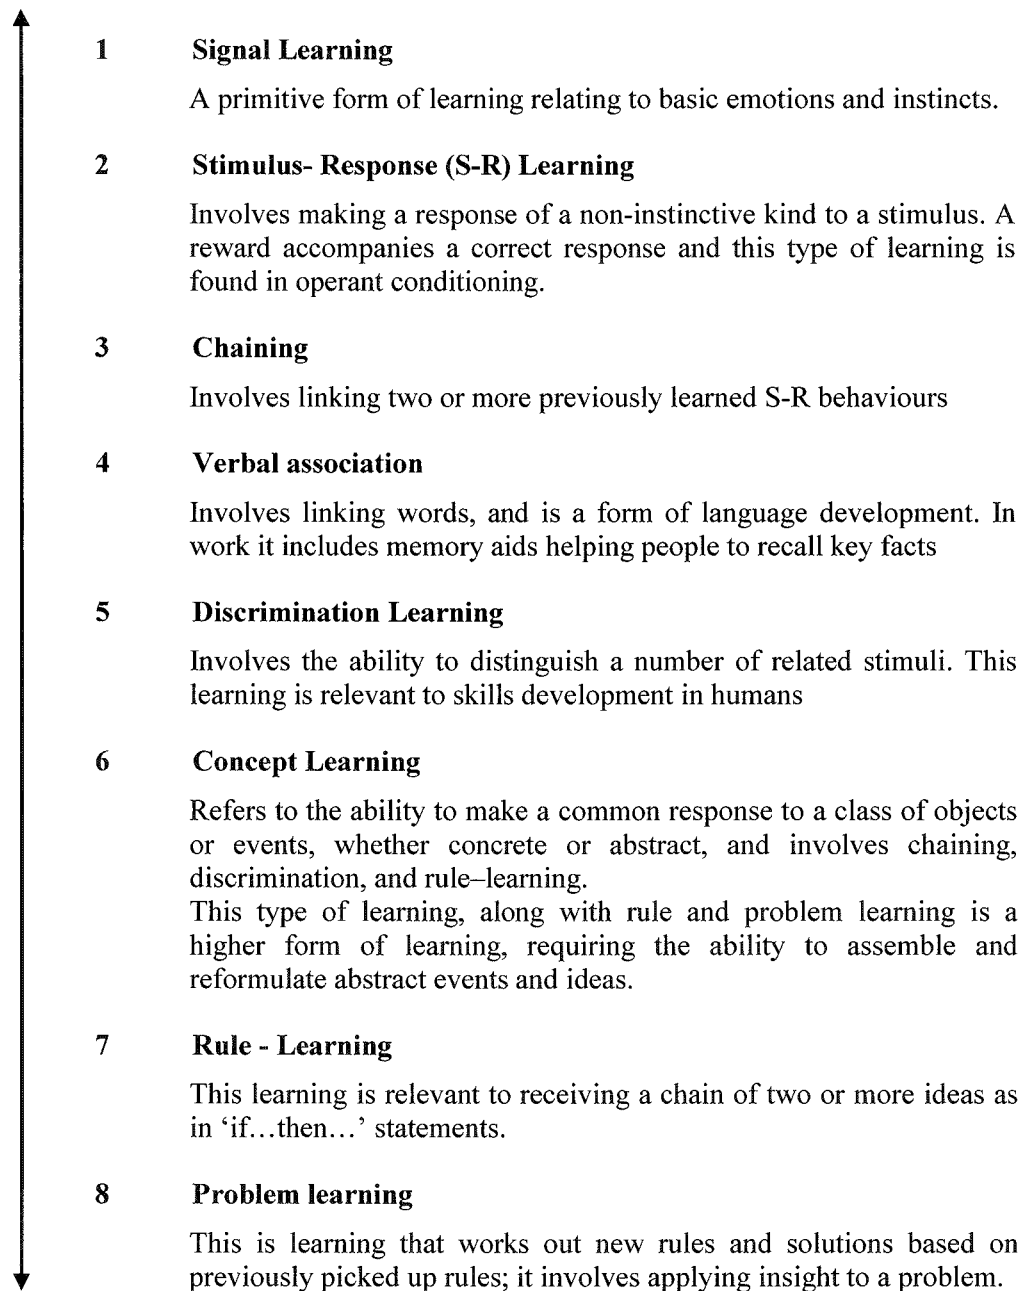 1 Signal Learning
A primitive form of learning relating to basic emotions and instincts.
2 Stimulus- Response (S-R) Learning
Involves making a response of a non-instinctive kind to a stimulus. A
reward accompanies a correct response and this type of learning is
found in operant conditioning.
3 Chaining
Involves linking two or more previously learned S-R behaviours
4 Verbal association
Involves linking words, and is a form of language development. In
work it includes memory aids helping people to recall key facts
5 Discrimination Learning
Involves the ability to distinguish a number of related stimuli. This
learning is relevant to skills development in humans
6 Concept Learning
Refers to the ability to make a common response to a class of objects
or events, whether concrete or abstract, and involves chaining,
discrimination, and rule–learning.
This type of learning, along with rule and problem learning is a
higher form of learning, requiring the ability to assemble and
reformulate abstract events and ideas.
7 Rule - Learning
This learning is relevant to receiving a chain of two or more ideas as
in ‘if…then…’ statements.
8 Problem learning
This is learning that works out new rules and solutions based on
previously picked up rules; it involves applying insight to a problem.